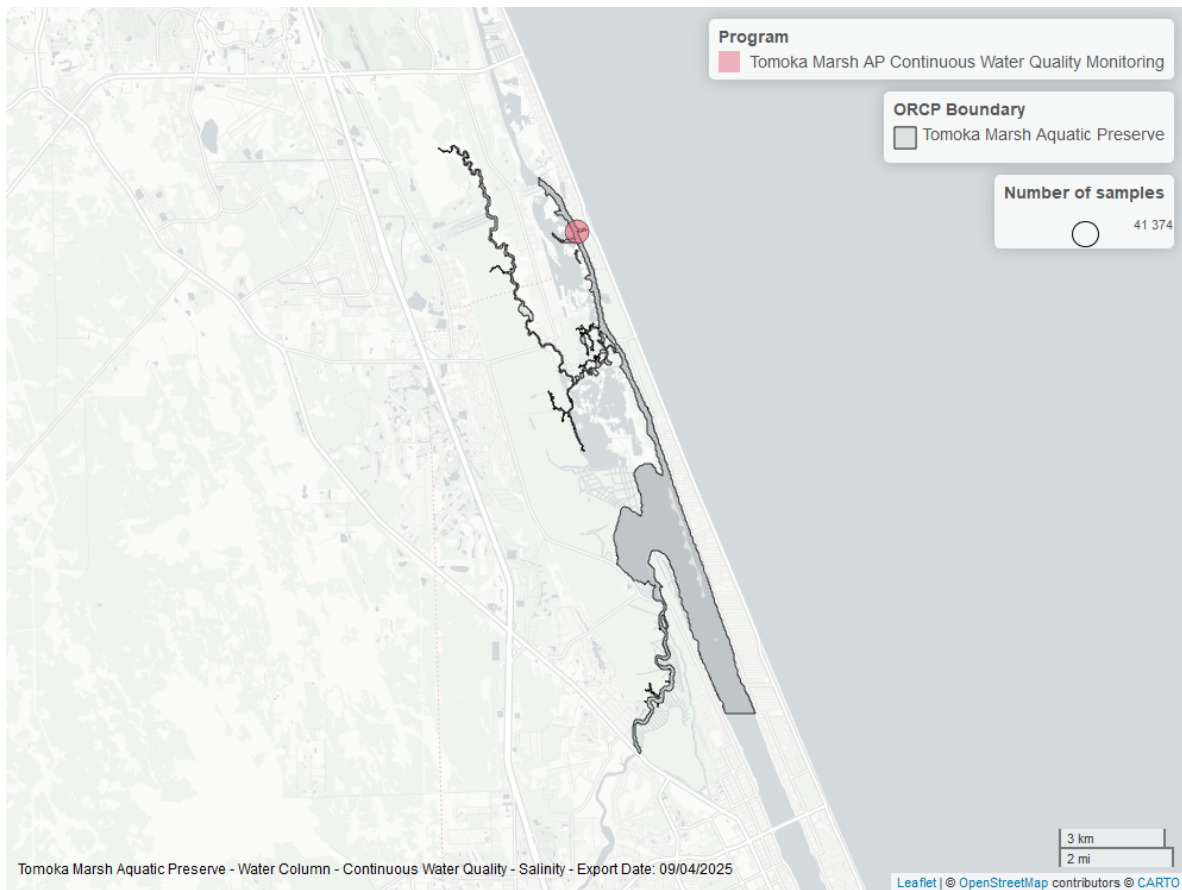 Program
Tomoka Marsh AP Continuous Water Quality Monitoring
ORCP Boundary
Tomoka Marsh Aquatic Preserve
Number of samples
41 374
3 km
2 mi
Tomoka Marsh Aquatic Preserve - Water Column - Continuous Water Quality - Salinity - Export Date: 09/04/2025
Leaflet | © OpenStreetMap contributors © CARTO